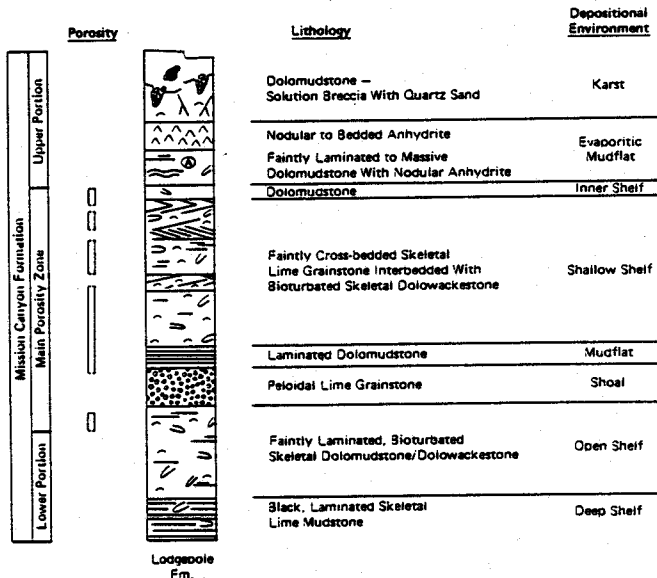 Porosity
Lithology
Depositional
Environment
Mission Canyon Formation
Upper Portion
Main Porosity Zone
Lower Portion
Dolomudstone –
Solution Breccia With Quartz Sand
Karst
Nodular to Bedded Anhydrite
Faintly Laminated to Massive
Dolomudstone With Nodular Anhydrite
Evaporitic
Mudflat
A
Dolomudstone
Inner Shelf
Faintly Cross-bedded Skeletal
Lime Grainstone Interbedded With
Bioturbated Skeletal Dolowackestone
Shallow Shelf
Laminated Dolomudstone
Mudflat
Peloidal Lime Grainstone
Shoal
Faintly Laminated, Bioturbated
Skeletal Dolomudstone/Dolowackestone
Open Shelf
Black, Laminated Skeletal
Lime Mudstone
Deep Shelf
Lodgepole
Fm.